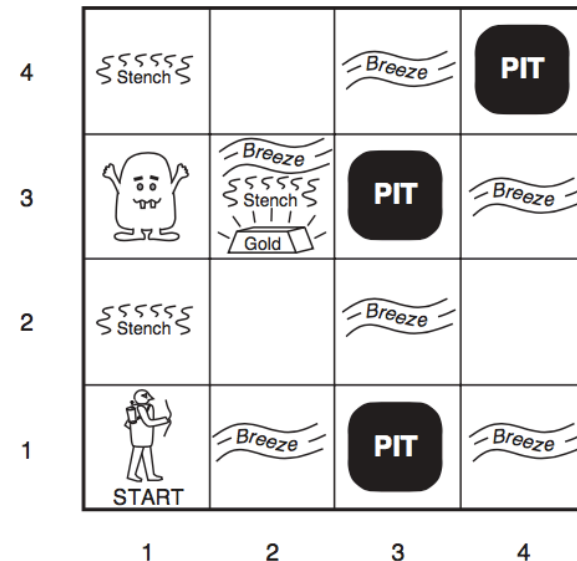 4
Stench
Breeze
PIT
3
Breeze
Stench
Gold
PIT
Breeze
2
Stench
Breeze
1
START
Breeze
PIT
Breeze
1 2 3 4